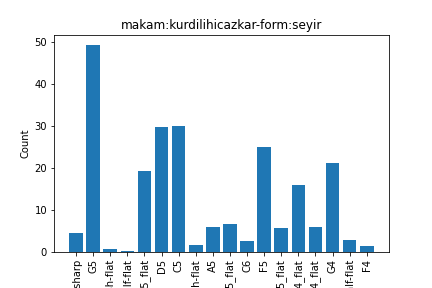 makam:kurdilihicazkar-form:seyir
Count
50
40
30
20
10
0
sharp
G5
h-flat
lf-flat
5_flat
D5
C5
h-flat
A5
5_flat
C6
F5
5_flat
4_flat
4_flat
G4
lf-flat
F4